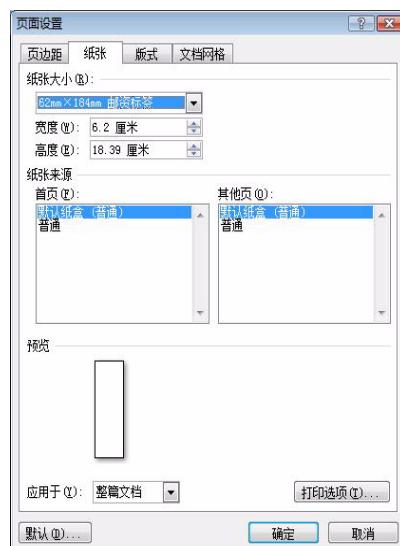 页面设置
页边距 纸张 版式 文档网格
纸张大小(R):
62mm×184mm 邮资标签
宽度(W): 6.2 厘米
高度(E): 18.39 厘米
纸张来源
首页(F): 其他页(O):
默认纸盒 (普通) 默认纸盒 (普通)
普通 普通
预览
应用于(Y): 整篇文档 打印选项(T)...
默认(D)... 确定 取消